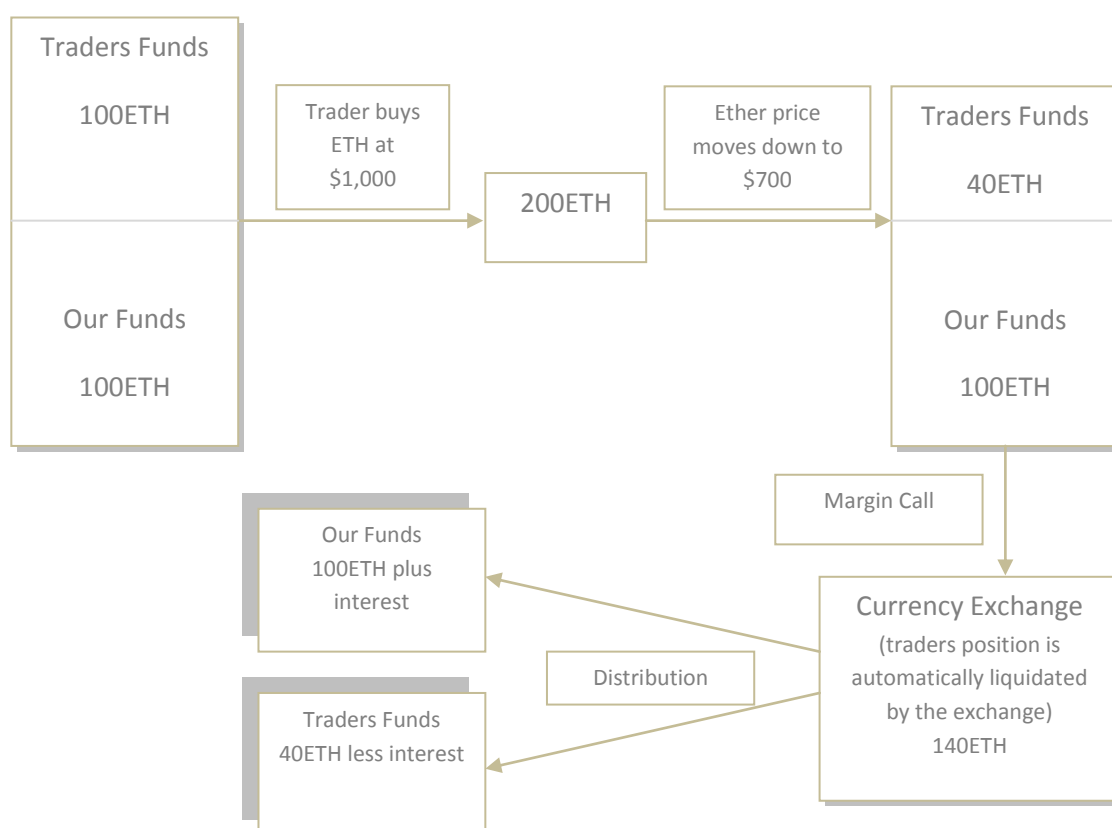 Traders Funds
100ETH
Our Funds
100ETH
Trader buys
ETH at
$1,000
200ETH
Ether price
moves down to
$700
Traders Funds
40ETH
Our Funds
100ETH
Margin Call
Currency Exchange
(traders position is
automatically liquidated
by the exchange)
140ETH
Distribution
Our Funds
100ETH plus
interest
Traders Funds
40ETH less interest